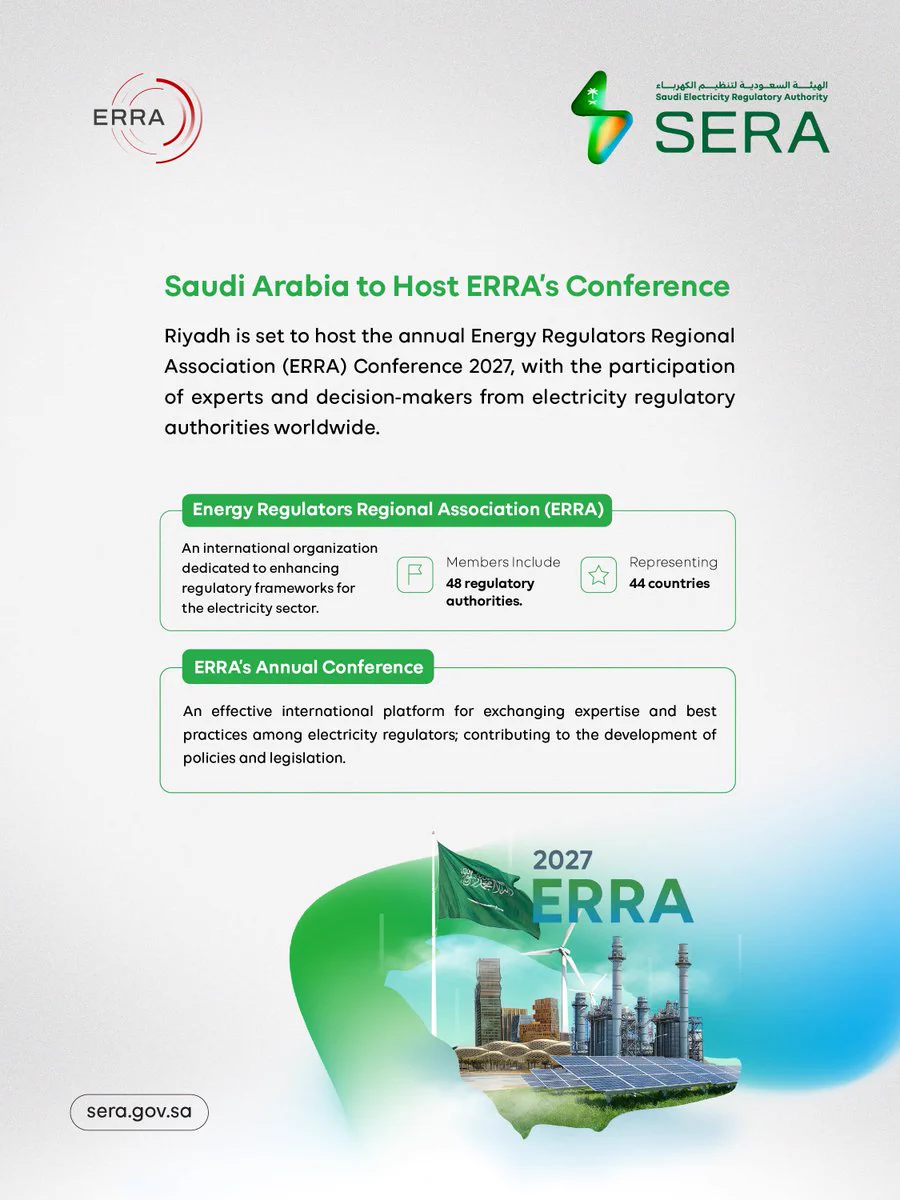 ERRA
الهيئة السعودية لتنظيم الكهرباء
Saudi Electricity Regulatory Authority
SERA
Saudi Arabia to Host ERRA's Conference
Riyadh is set to host the annual Energy Regulators Regional
Association (ERRA) Conference 2027, with the participation
of experts and decision-makers from electricity regulatory
authorities worldwide.
Energy Regulators Regional Association (ERRA)
An international organization
dedicated to enhancing
regulatory frameworks for
the electricity sector.
Members Include
48 regulatory
authorities.
Representing
44 countries
ERRA's Annual Conference
An effective international platform for exchanging expertise and best
practices among electricity regulators; contributing to the development of
policies and legislation.
2027
ERRA
sera.gov.sa